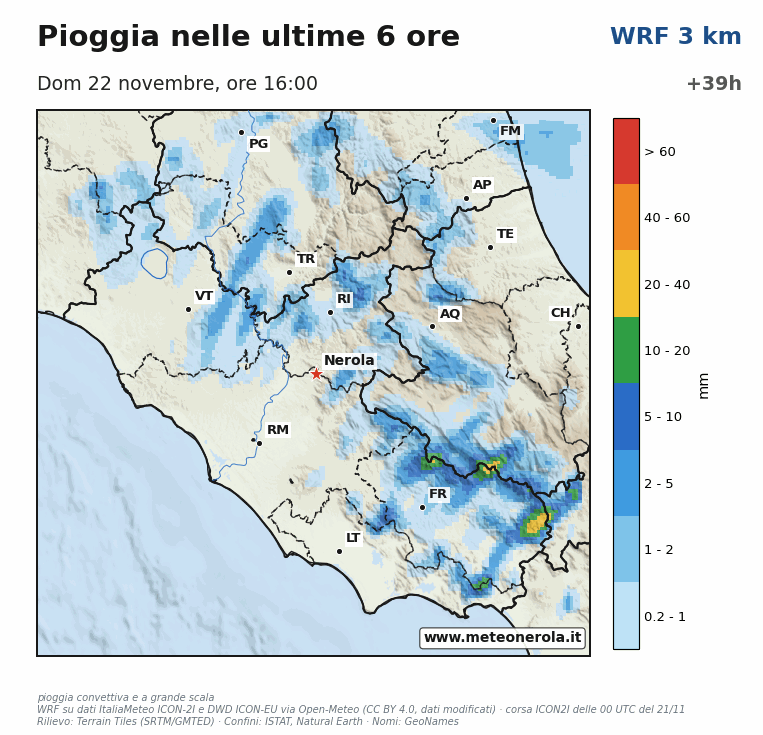 Pioggia nelle ultime 6 ore
WRF 3 km
Dom 22 novembre, ore 16:00
+39h
FM
PG
AP
TE
TR
VT
RI
AQ
CH
Nerola
RM
FR
LT
www.meteonerola.it
> 60
40 - 60
20 - 40
10 - 20
5 - 10
2 - 5
1 - 2
0.2 - 1
mm
pioggia convettiva e a grande scala
WRF su dati ItaliaMeteo ICON-2I e DWD ICON-EU via Open-Meteo (CC BY 4.0, dati modificati) · corsa ICON2I delle 00 UTC del 21/11
Rilievo: Terrain Tiles (SRTM/GMTED) · Confini: ISTAT, Natural Earth · Nomi: GeoNames